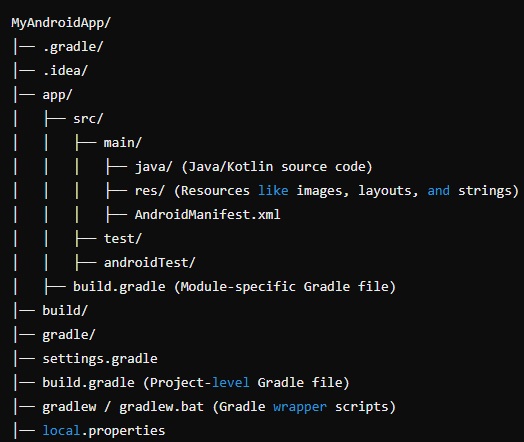 MyAndroidApp/
├── .gradle/
├── .idea/
├── app/
│   ├── src/
│   │   ├── main/
│   │   │   ├── java/ (Java/Kotlin source code)
│   │   │   ├── res/ (Resources like images, layouts, and strings)
│   │   │   ├── AndroidManifest.xml
│   │   ├── test/
│   │   ├── androidTest/
│   ├── build.gradle (Module-specific Gradle file)
├── build/
├── gradle/
├── settings.gradle
├── build.gradle (Project-level Gradle file)
├── gradlew / gradlew.bat (Gradle wrapper scripts)
├── local.properties